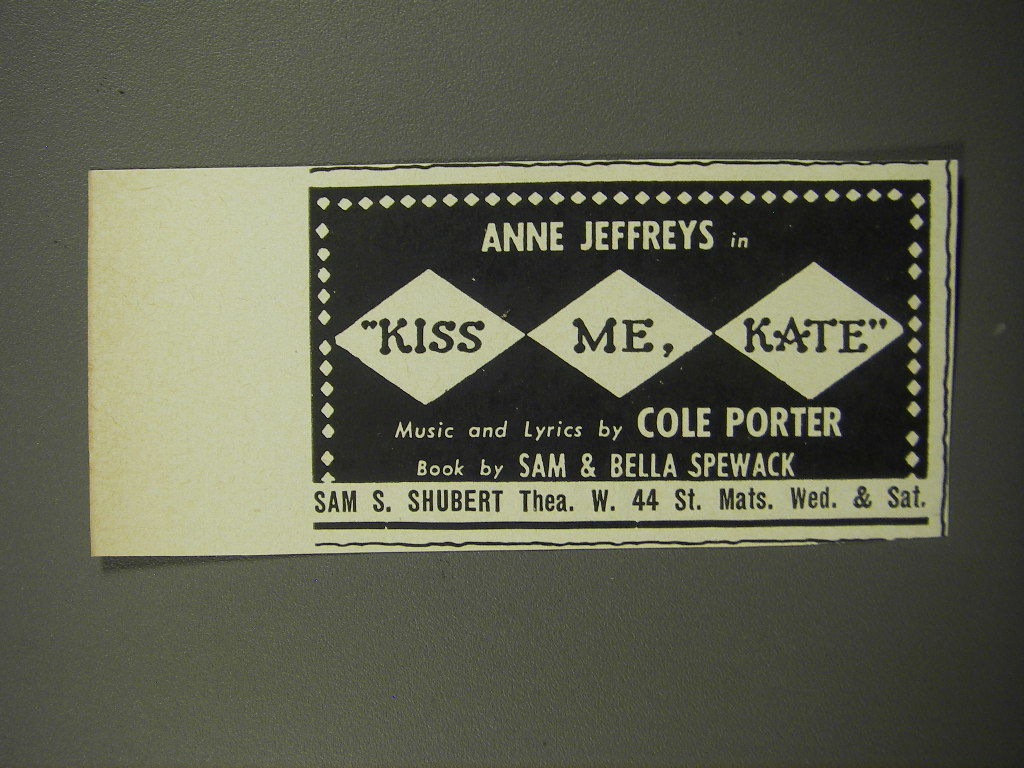 ANNE JEFFREYS in
"KISS ME, KATE"
Music and Lyrics by COLE PORTER
Book by SAM & BELLA SPEWACK
SAM S. SHUBERT Thea. W. 44 St. Mats. Wed. & Sat.